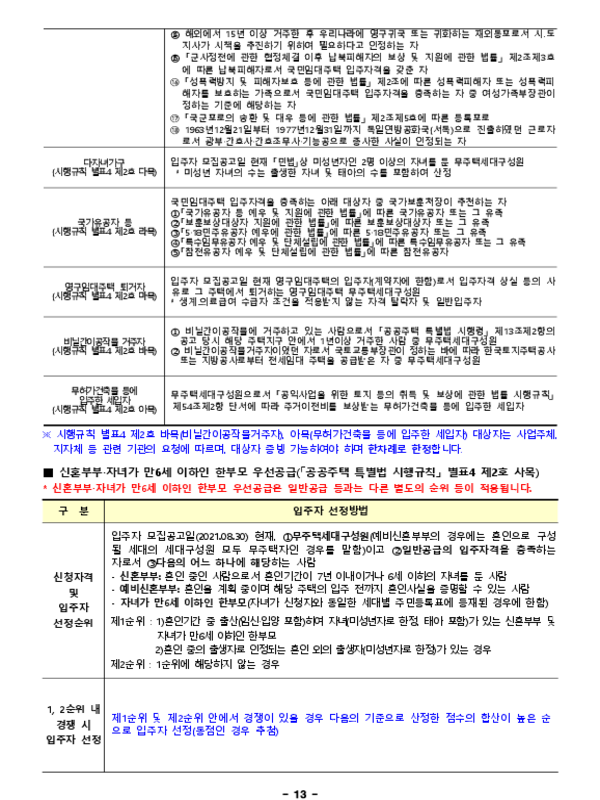 ⑭ 해외에서 15년 이상 거주한 후 우리나라에 영구귀국 또는 귀화하는 재외동포로서 시.도
지사가 시책을 추진하기 위하여 필요하다고 인정하는 자
⑮ 「군사정전에 관한 협정체결 이후 납북피해자의 보상 및 지원에 관한 법률」 제2조제3호
에 따른 납북피해자로서 국민임대주택 입주자격을 갖춘 자
⑯ 「성폭력방지 및 피해자보호 등에 관한 법률」 제2조에 따른 성폭력피해자 또는 성폭력피
해자를 보호하는 가족으로서 국민임대주택 입주자격을 충족하는 자 중 여성가족부장관이
정하는 기준에 해당하는 자
⑰ 「국군포로의 송환 및 대우 등에 관한 법률」 제2조제5호에 따른 등록포로
⑱ 1963년12월21일부터 1977년12월31일까지 독일연방공화국(서독)으로 진출하였던 근로자
로서 광부·간호사·간호조무사·기능공으로 종사한 사실이 인정되는 자
다자녀가구
(시행규칙 별표4 제2호 다목)
입주자 모집공고일 현재 「민법」상 미성년자인 2명 이상의 자녀를 둔 무주택세대구성원
* 미성년 자녀의 수는 출생한 자녀 및 태아의 수를 포함하여 산정
국가유공자 등
(시행규칙 별표4 제2호 라목)
국민임대주택 입주자격을 충족하는 아래 대상자 중 국가보훈처장이 추천하는 자
①「국가유공자 등 예우 및 지원에 관한 법률」에 따른 국가유공자 또는 그 유족
②「보훈보상대상자 지원에 관한 법률」에 따른 보훈보상대상자 또는 그 유족
③「5·18민주유공자 예우에 관한 법률」에 따른 5·18민주유공자 또는 그 유족
④「특수임무유공자 예우 및 단체설립에 관한 법률」에 따른 특수임무유공자 또는 그 유족
⑤「참전유공자 예우 및 단체설립에 관한 법률」에 따른 참전유공자
영구임대주택 퇴거자
(시행규칙 별표4 제2호 마목)
입주자 모집공고일 현재 영구임대주택의 입주자(계약자에 한함)로서 입주자격 상실 등의 사
유로 그 주택에서 퇴거하는 영구임대주택 무주택세대구성원
* 생계·의료급여 수급자 조건을 적용받지 않는 자격 탈락자 및 일반입주자
비닐간이공작물 거주자
(시행규칙 별표4 제2호 바목)
① 비닐간이공작물에 거주하고 있는 사람으로서 「공공주택 특별법 시행령」 제13조제2항의
공고 당시 해당 주택지구 안에서 1년이상 거주한 사람 중 무주택세대구성원
② 비닐간이공작물거주자이였던 자로서 국토교통부장관이 정하는 바에 따라 한국토지주택공사
또는 지방공사로부터 전세임대 주택을 공급받은 자 중 무주택세대구성원
무허가건축물 등에
입주한 세입자
(시행규칙 별표4 제2호 아목)
무주택세대구성원으로서 「공익사업을 위한 토지 등의 취득 및 보상에 관한 법률 시행규칙」
제54조제2항 단서에 따라 주거이전비를 보상받는 무허가건축물 등에 입주한 세입자
※ 시행규칙 별표4 제2호 바목(비닐간이공작물거주자), 아목(무허가건축물 등에 입주한 세입자) 대상자는 사업주체,
지자체 등 관련 기관의 요청에 따르며, 대상자 증빙 가능하여야 하며 한차례로 한정합니다.
■ 신혼부부·자녀가 만6세 이하인 한부모 우선공급(「공공주택 특별법 시행규칙」 별표4 제2호 사목)
* 신혼부부·자녀가 만6세 이하인 한부모 우선공급은 일반공급 등과는 다른 별도의 순위 등이 적용됩니다.
구 분
입주자 선정방법
신청자격
및
입주자
선정순위
입주자 모집공고일(2021.08.30) 현재, ①무주택세대구성원(예비신혼부부의 경우에는 혼인으로 구성
될 세대의 세대구성원 모두 무주택자인 경우를 말함)이고 ②일반공급의 입주자격을 충족하는
자로서 ③다음의 어느 하나에 해당하는 사람
- 신혼부부: 혼인 중인 사람으로서 혼인기간이 7년 이내이거나 6세 이하의 자녀를 둔 사람
- 예비신혼부부: 혼인을 계획 중이며 해당 주택의 입주 전까지 혼인사실을 증명할 수 있는 사람
- 자녀가 만6세 이하인 한부모(자녀가 신청자와 동일한 세대별 주민등록표에 등재된 경우에 한함)
제1순위 : 1)혼인기간 중 출산(임신·입양 포함)하여 자녀(미성년자로 한정, 태아 포함)가 있는 신혼부부 및
자녀가 만6세 이하인 한부모
2)혼인 중의 출생자로 인정되는 혼인 외의 출생자(미성년자로 한정)가 있는 경우
제2순위 : 1순위에 해당하지 않는 경우
1, 2순위 내
경쟁 시
입주자 선정
제1순위 및 제2순위 안에서 경쟁이 있을 경우 다음의 기준으로 산정한 점수의 합산이 높은 순
으로 입주자 선정(동점인 경우 추첨)
- 13 -